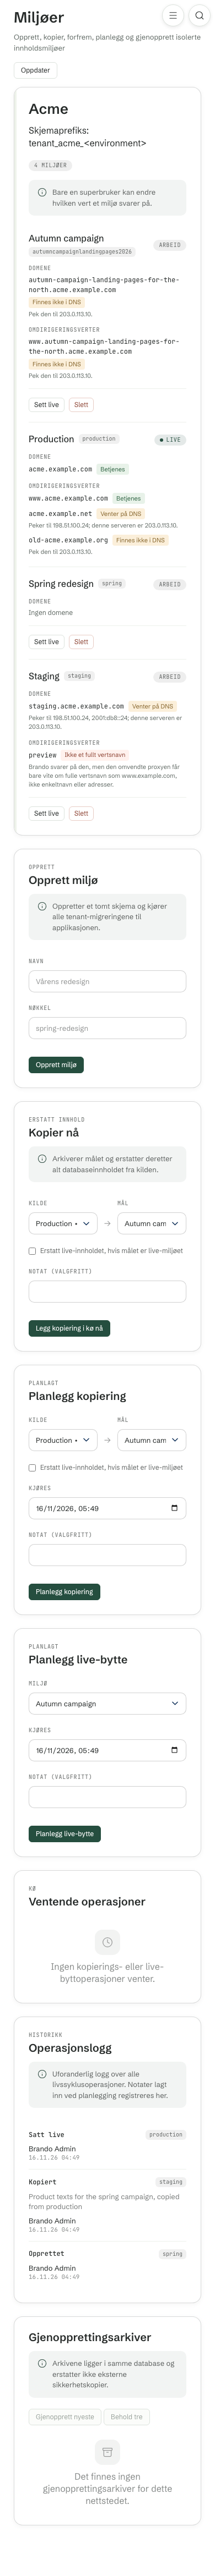 Miljøer
Opprett, kopier, forfrem, planlegg og gjenopprett isolerte
innholdsmiljøer
Oppdater
Acme
Skjemaprefiks:
tenant_acme_<environment>
4 MILJØER
Bare en superbruker kan endre
hvilken vert et miljø svarer på.
Autumn campaign
ARBEID
autumncampaignlandingpages2026
DOMENE
autumn-campaign-landing-pages-for-the-
north.acme.example.com
Finnes ikke i DNS
Pek den til 203.0.113.10.
OMDIRIGERINGSVERTER
www.autumn-campaign-landing-pages-for-
the-north.acme.example.com
Finnes ikke i DNS
Pek den til 203.0.113.10.
Sett live
Slett
Production production
LIVE
DOMENE
acme.example.com Betjenes
OMDIRIGERINGSVERTER
www.acme.example.com Betjenes
acme.example.net Venter på DNS
Peker til 198.51.100.24; denne serveren er 203.0.113.10.
old-acme.example.org Finnes ikke i DNS
Pek den til 203.0.113.10.
Spring redesign spring
ARBEID
DOMENE
Ingen domene
Sett live
Slett
Staging staging
ARBEID
DOMENE
staging.acme.example.com Venter på DNS
Peker til 198.51.100.24, 2001:db8::24; denne serveren er
203.0.113.10.
OMDIRIGERINGSVERTER
preview Ikke et fullt vertsnavn
Brando svarer på den, men den omvendte proxyen får
bare vite om fulle vertsnavn som www.example.com,
ikke enkeltnavn eller adresser.
Sett live
Slett
OPPRETT
Opprett miljø
Oppretter et tomt skjema og kjører
alle tenant-migreringene til
applikasjonen.
NAVN
Vårens redesign
NØKKEL
spring-redesign
Opprett miljø
ERSTATT INNHOLD
Kopier nå
Arkiverer målet og erstatter deretter
alt databaseinnholdet fra kilden.
KILDE
MÅL
Production •
→
Autumn cam
Erstatt live-innholdet, hvis målet er live-miljøet
NOTAT (VALGFRITT)
Legg kopiering i kø nå
PLANLAGT
Planlegg kopiering
KILDE
MÅL
Production •
→
Autumn cam
Erstatt live-innholdet, hvis målet er live-miljøet
KJØRES
16/11/2026, 05:49
NOTAT (VALGFRITT)
Planlegg kopiering
PLANLAGT
Planlegg live-bytte
MILJØ
Autumn campaign
KJØRES
16/11/2026, 05:49
NOTAT (VALGFRITT)
Planlegg live-bytte
KØ
Ventende operasjoner
Ingen kopierings- eller live-
bytteoperasjoner venter.
HISTORIKK
Operasjonslogg
Uforanderlig logg over alle
livssyklusoperasjoner. Notater lagt
inn ved planlegging registreres her.
Satt live
production
Brando Admin
16.11.26 04:49
Kopiert
staging
Product texts for the spring campaign, copied
from production
Brando Admin
16.11.26 04:49
Opprettet
spring
Brando Admin
16.11.26 04:49
Gjenopprettingsarkiver
Arkivene ligger i samme database og
erstatter ikke eksterne
sikkerhetskopier.
Gjenopprett nyeste
Behold tre
Det finnes ingen
gjenopprettingsarkiver for dette
nettstedet.